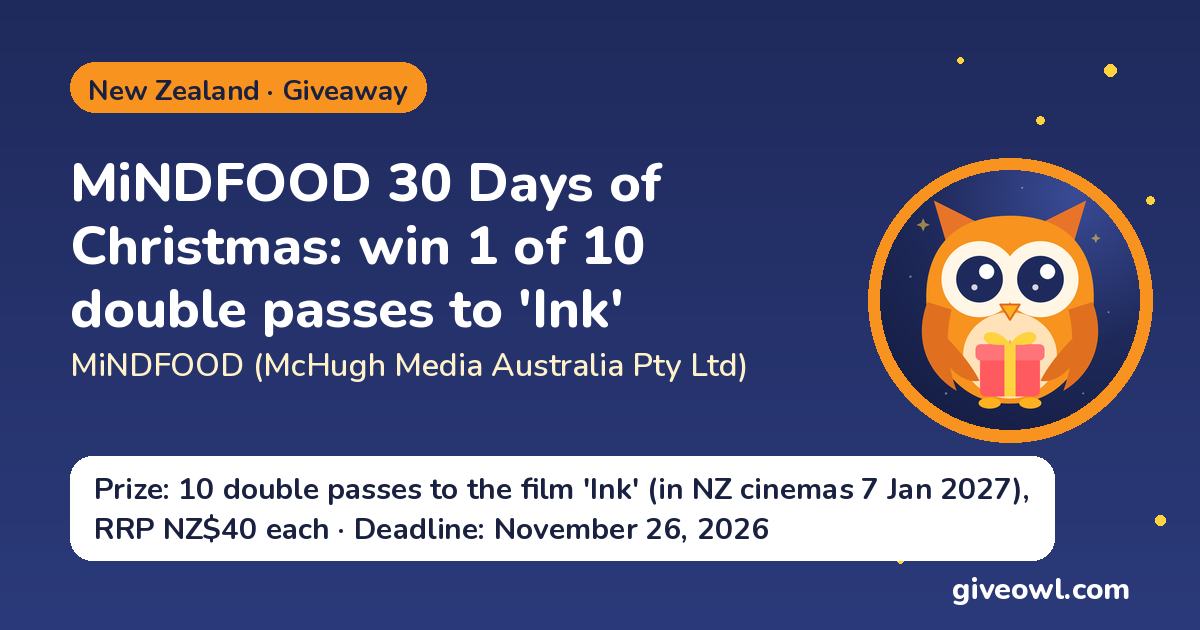 New Zealand · Giveaway
MiNDFOOD 30 Days of
Christmas: win 1 of 10
double passes to 'Ink'
MiNDFOOD (McHugh Media Australia Pty Ltd)
Prize: 10 double passes to the film 'Ink' (in NZ cinemas 7 Jan 2027),
RRP NZ$40 each · Deadline: November 26, 2026
giveowl.com